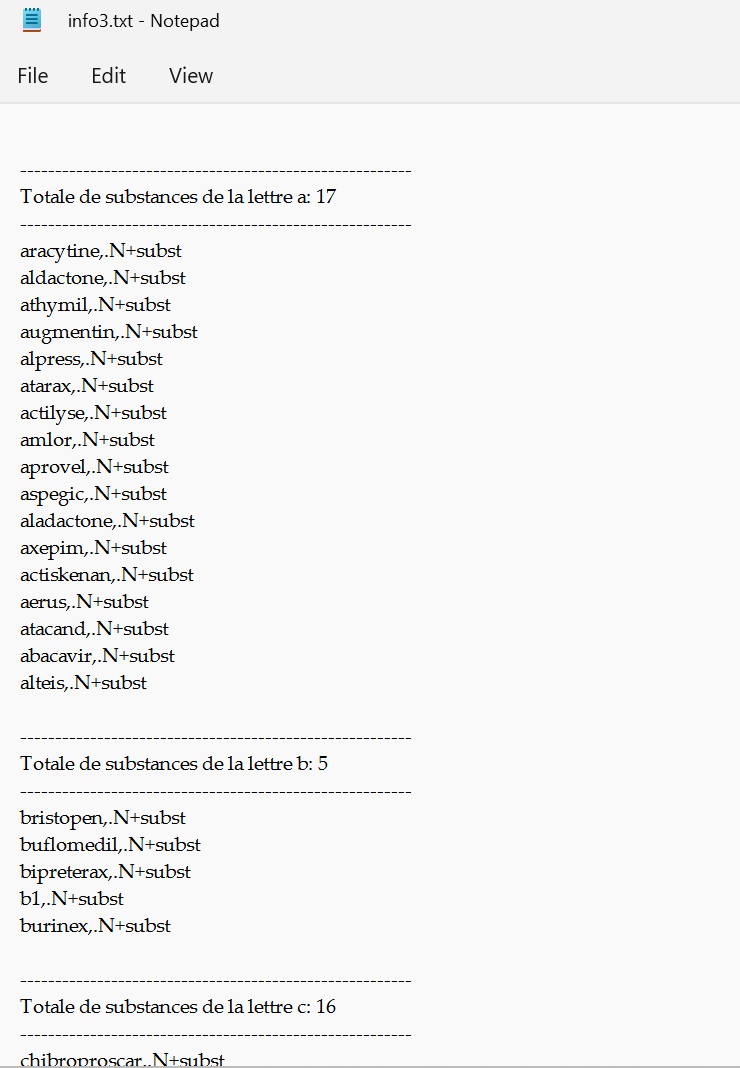 info3.txt - Notepad
File Edit View
--------------------------------------------------------
Totale de substances de la lettre a: 17
--------------------------------------------------------
aracytine,.N+subst
aldactone,.N+subst
athymil,.N+subst
augmentin,.N+subst
alpress,.N+subst
atarax,.N+subst
actilyse,.N+subst
amlor,.N+subst
aprovel,.N+subst
aspegic,.N+subst
aladactone,.N+subst
axepim,.N+subst
actiskenan,.N+subst
aerus,.N+subst
atacand,.N+subst
abacavir,.N+subst
alteis,.N+subst
--------------------------------------------------------
Totale de substances de la lettre b: 5
--------------------------------------------------------
bristopen,.N+subst
buflomedil,.N+subst
bipreterax,.N+subst
b1,.N+subst
burinex,.N+subst
--------------------------------------------------------
Totale de substances de la lettre c: 16
--------------------------------------------------------
chibroproscar,.N+subst